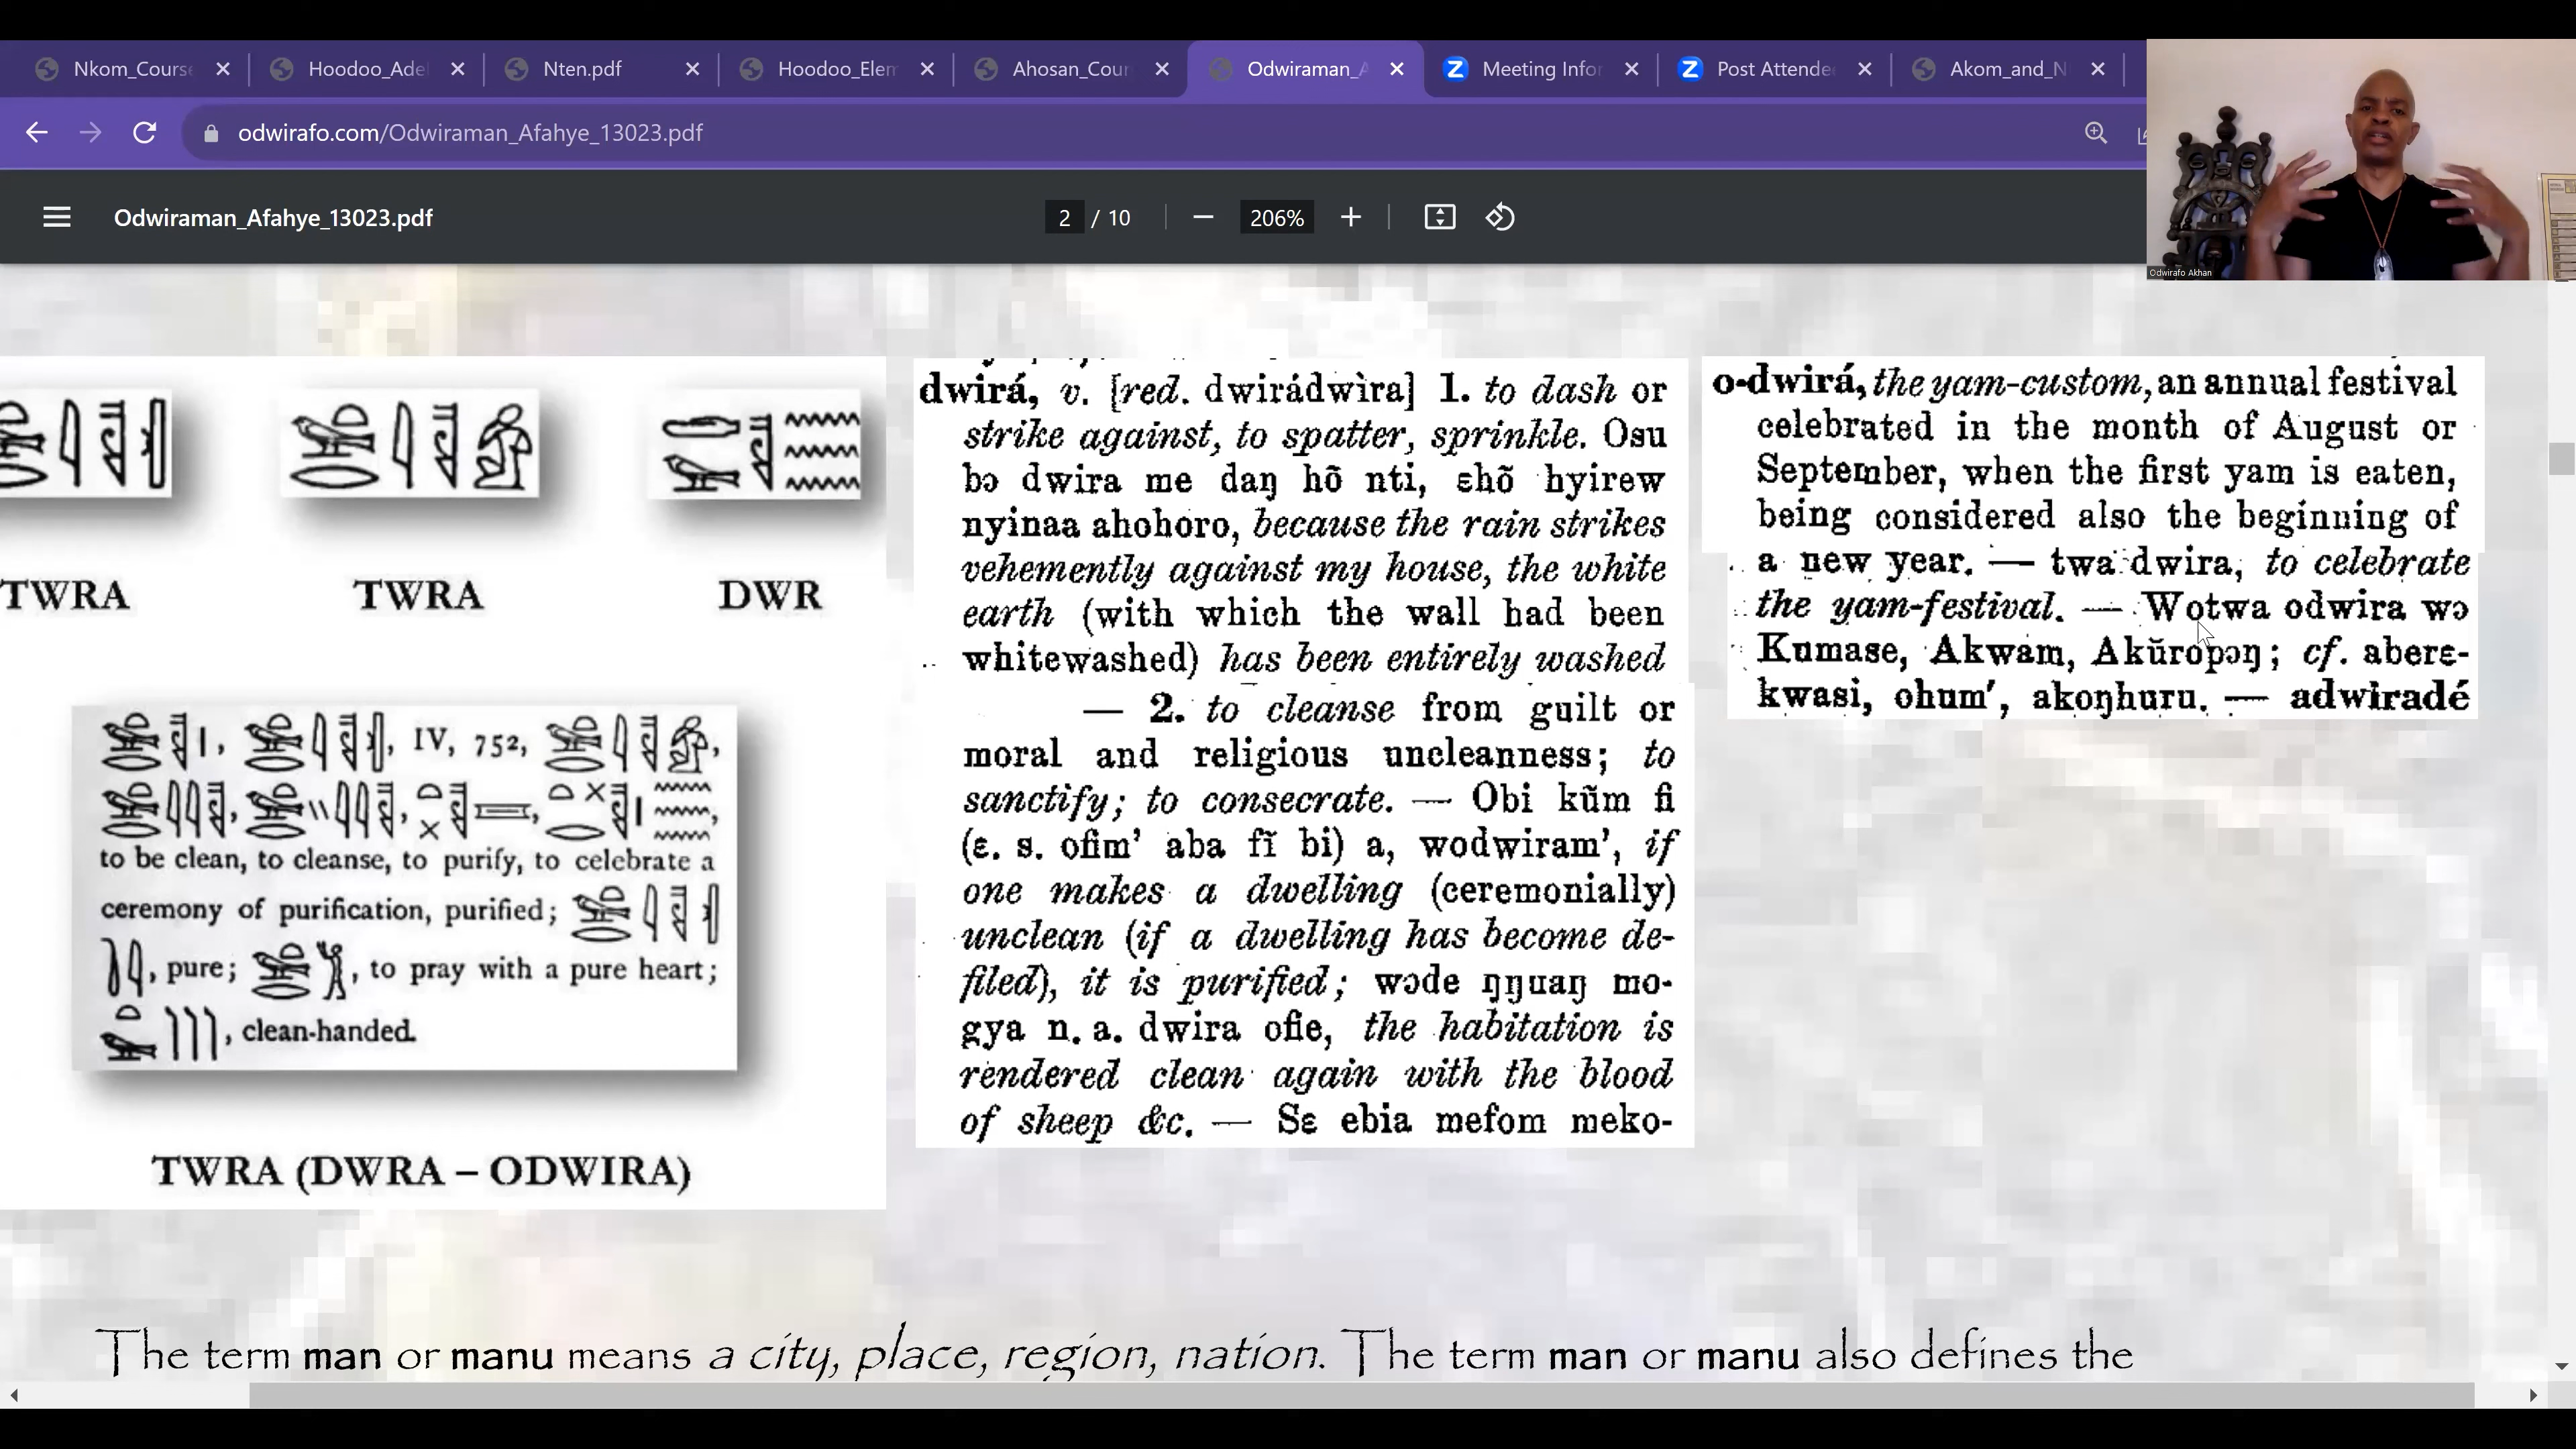 Nkom_Cours
Hoodoo_Ade
Nten.pdf
Hoodoo_Elem
Ahosan_Cour
Odwiraman_A
Meeting Infor
Post Attende
Akom_and_N
odwirafo.com/Odwiraman_Afahye_13023.pdf
Odwiraman_Afahye_13023.pdf
2 / 10
206%
Odwirafo Akhan
TWRA
TWRA
DWR
IV, 752,
to be clean, to cleanse, to purify, to celebrate a
ceremony of purification, purified;
, pure; , to pray with a pure heart;
, clean-handed.
TWRA (DWRA – ODWIRA)
dwirá, v. [red. dwirádwìra] 1. to dash or
strike against, to spatter, sprinkle. Osu
bɔ dwira me daŋ hõ nti, ɛhõ hyirew
nyinaa ahohoro, because the rain strikes
vehemently against my house, the white
earth (with which the wall had been
whitewashed) has been entirely washed
— 2. to cleanse from guilt or
moral and religious uncleanness; to
sanctify; to consecrate. — Obi kũm fi
(ɛ. s. ofim' aba fĩ bi) a, wodwiram', if
one makes a dwelling (ceremonially)
unclean (if a dwelling has become de-
filed), it is purified; wɔde ŋŋuaŋ mo-
gya n. a. dwira ofie, the habitation is
rendered clean again with the blood
of sheep &c. — Sɛ ebia mefom meko-
o-dwirá, the yam-custom, an annual festival
celebrated in the month of August or
September, when the first yam is eaten,
being considered also the beginning of
a new year. — twa dwira, to celebrate
the yam-festival. — Wotwa odwira wɔ
Kumase, Akwam, Akŭropɔŋ; cf. aberɛ-
kwasi, ohum', akoŋhuru. — adwiradé
The term man or manu means a city, place, region, nation. The term man or manu also defines the